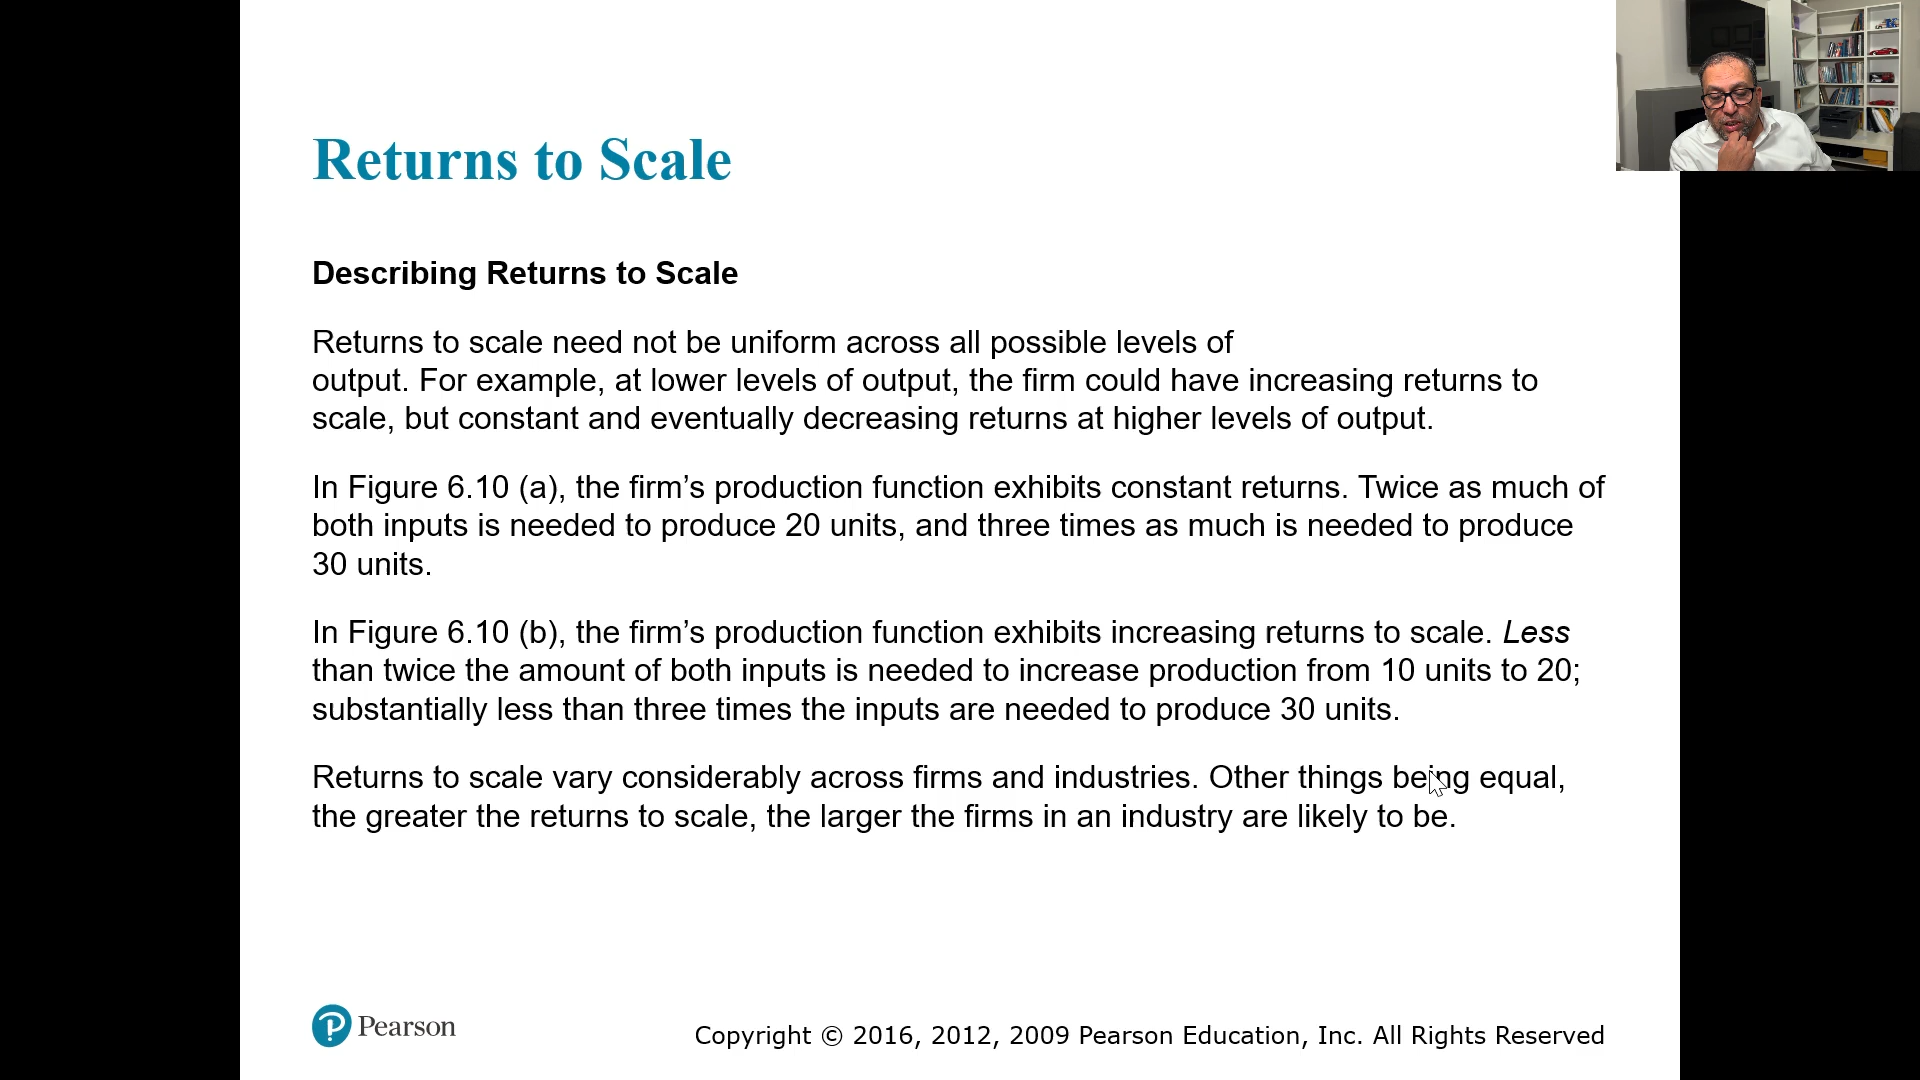 Returns to Scale
Describing Returns to Scale
Returns to scale need not be uniform across all possible levels of
output. For example, at lower levels of output, the firm could have increasing returns to
scale, but constant and eventually decreasing returns at higher levels of output.
In Figure 6.10 (a), the firm’s production function exhibits constant returns. Twice as much of
both inputs is needed to produce 20 units, and three times as much is needed to produce
30 units.
In Figure 6.10 (b), the firm’s production function exhibits increasing returns to scale. Less
than twice the amount of both inputs is needed to increase production from 10 units to 20;
substantially less than three times the inputs are needed to produce 30 units.
Returns to scale vary considerably across firms and industries. Other things being equal,
the greater the returns to scale, the larger the firms in an industry are likely to be.
Pearson
Copyright © 2016, 2012, 2009 Pearson Education, Inc. All Rights Reserved